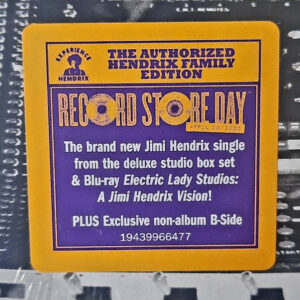 EXPERIENCE
HENDRIX
THE AUTHORIZED
HENDRIX FAMILY
EDITION
RECORD STORE DAY
The brand new Jimi Hendrix single
from the deluxe studio box set
& Blu-ray Electric Lady Studios:
A Jimi Hendrix Vision!
PLUS Exclusive non-album B-Side
19439966477